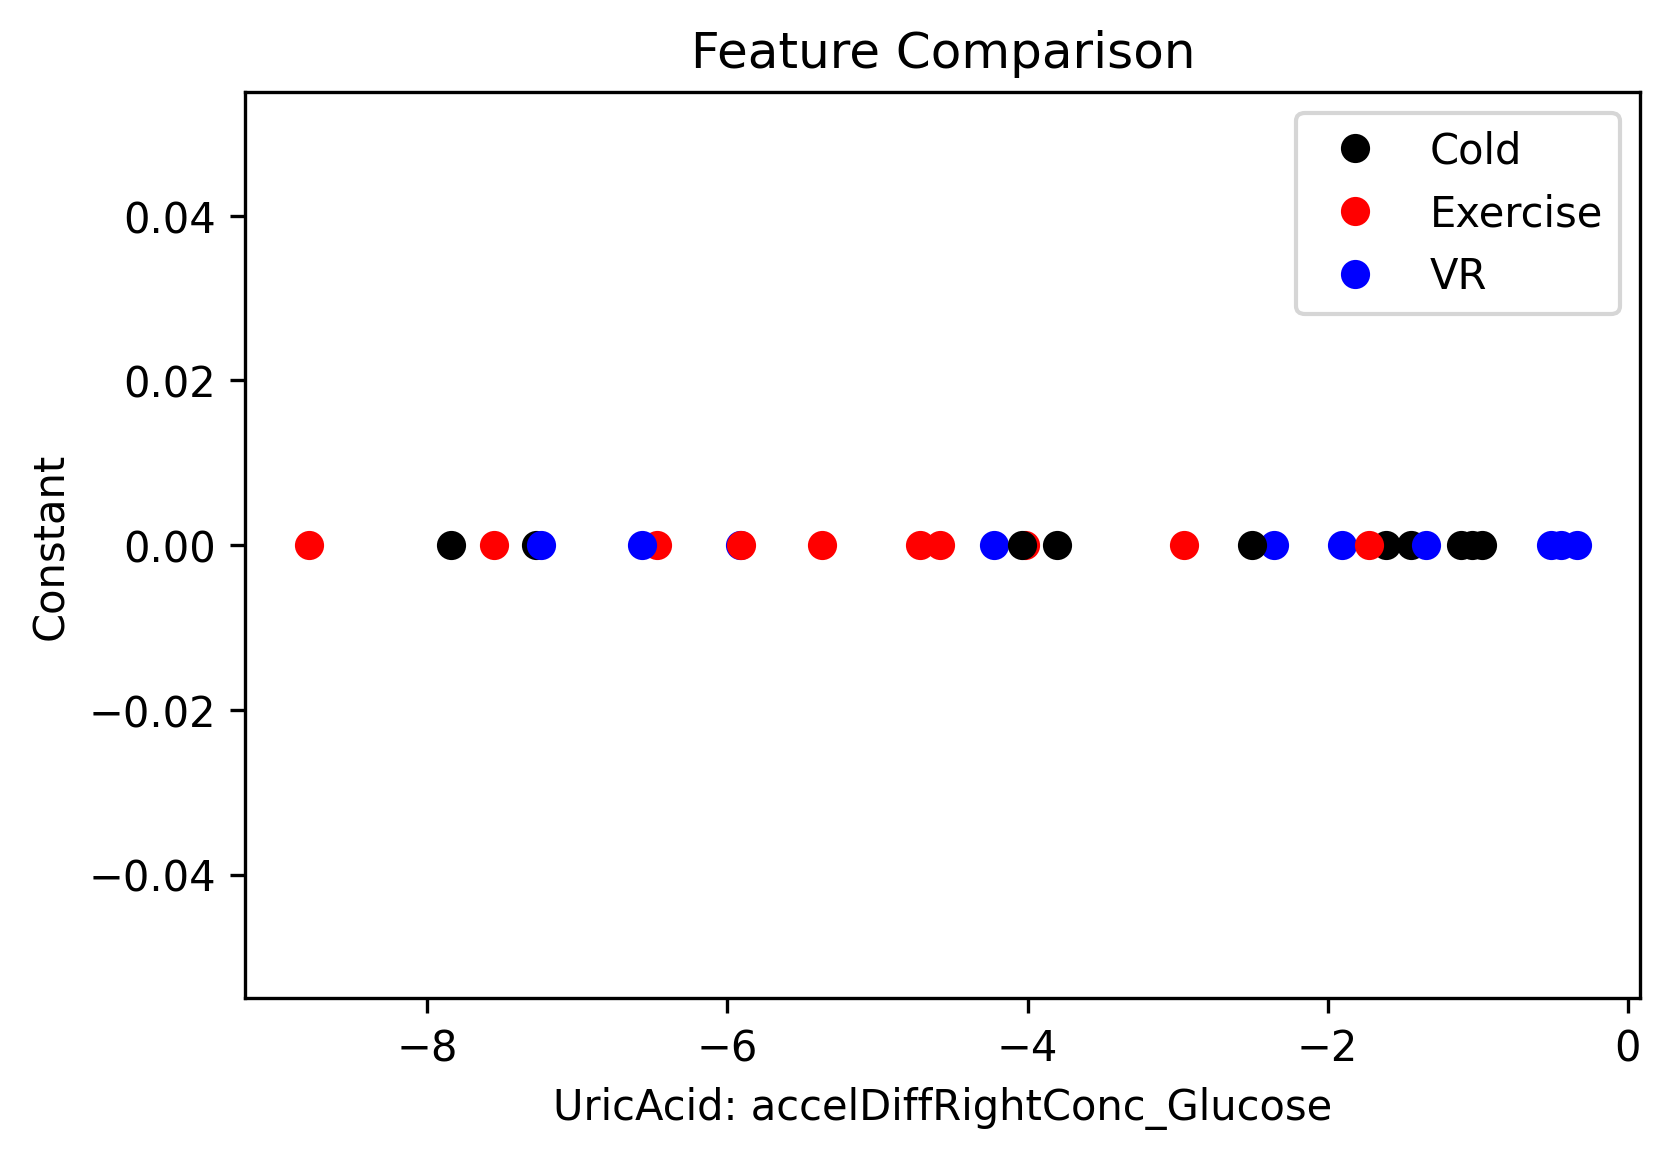 Feature Comparison
Cold
Exercise
VR
0.04
0.02
0.00
−0.02
−0.04
Constant
−8
−6
−4
−2
0
UricAcid: accelDiffRightConc_Glucose